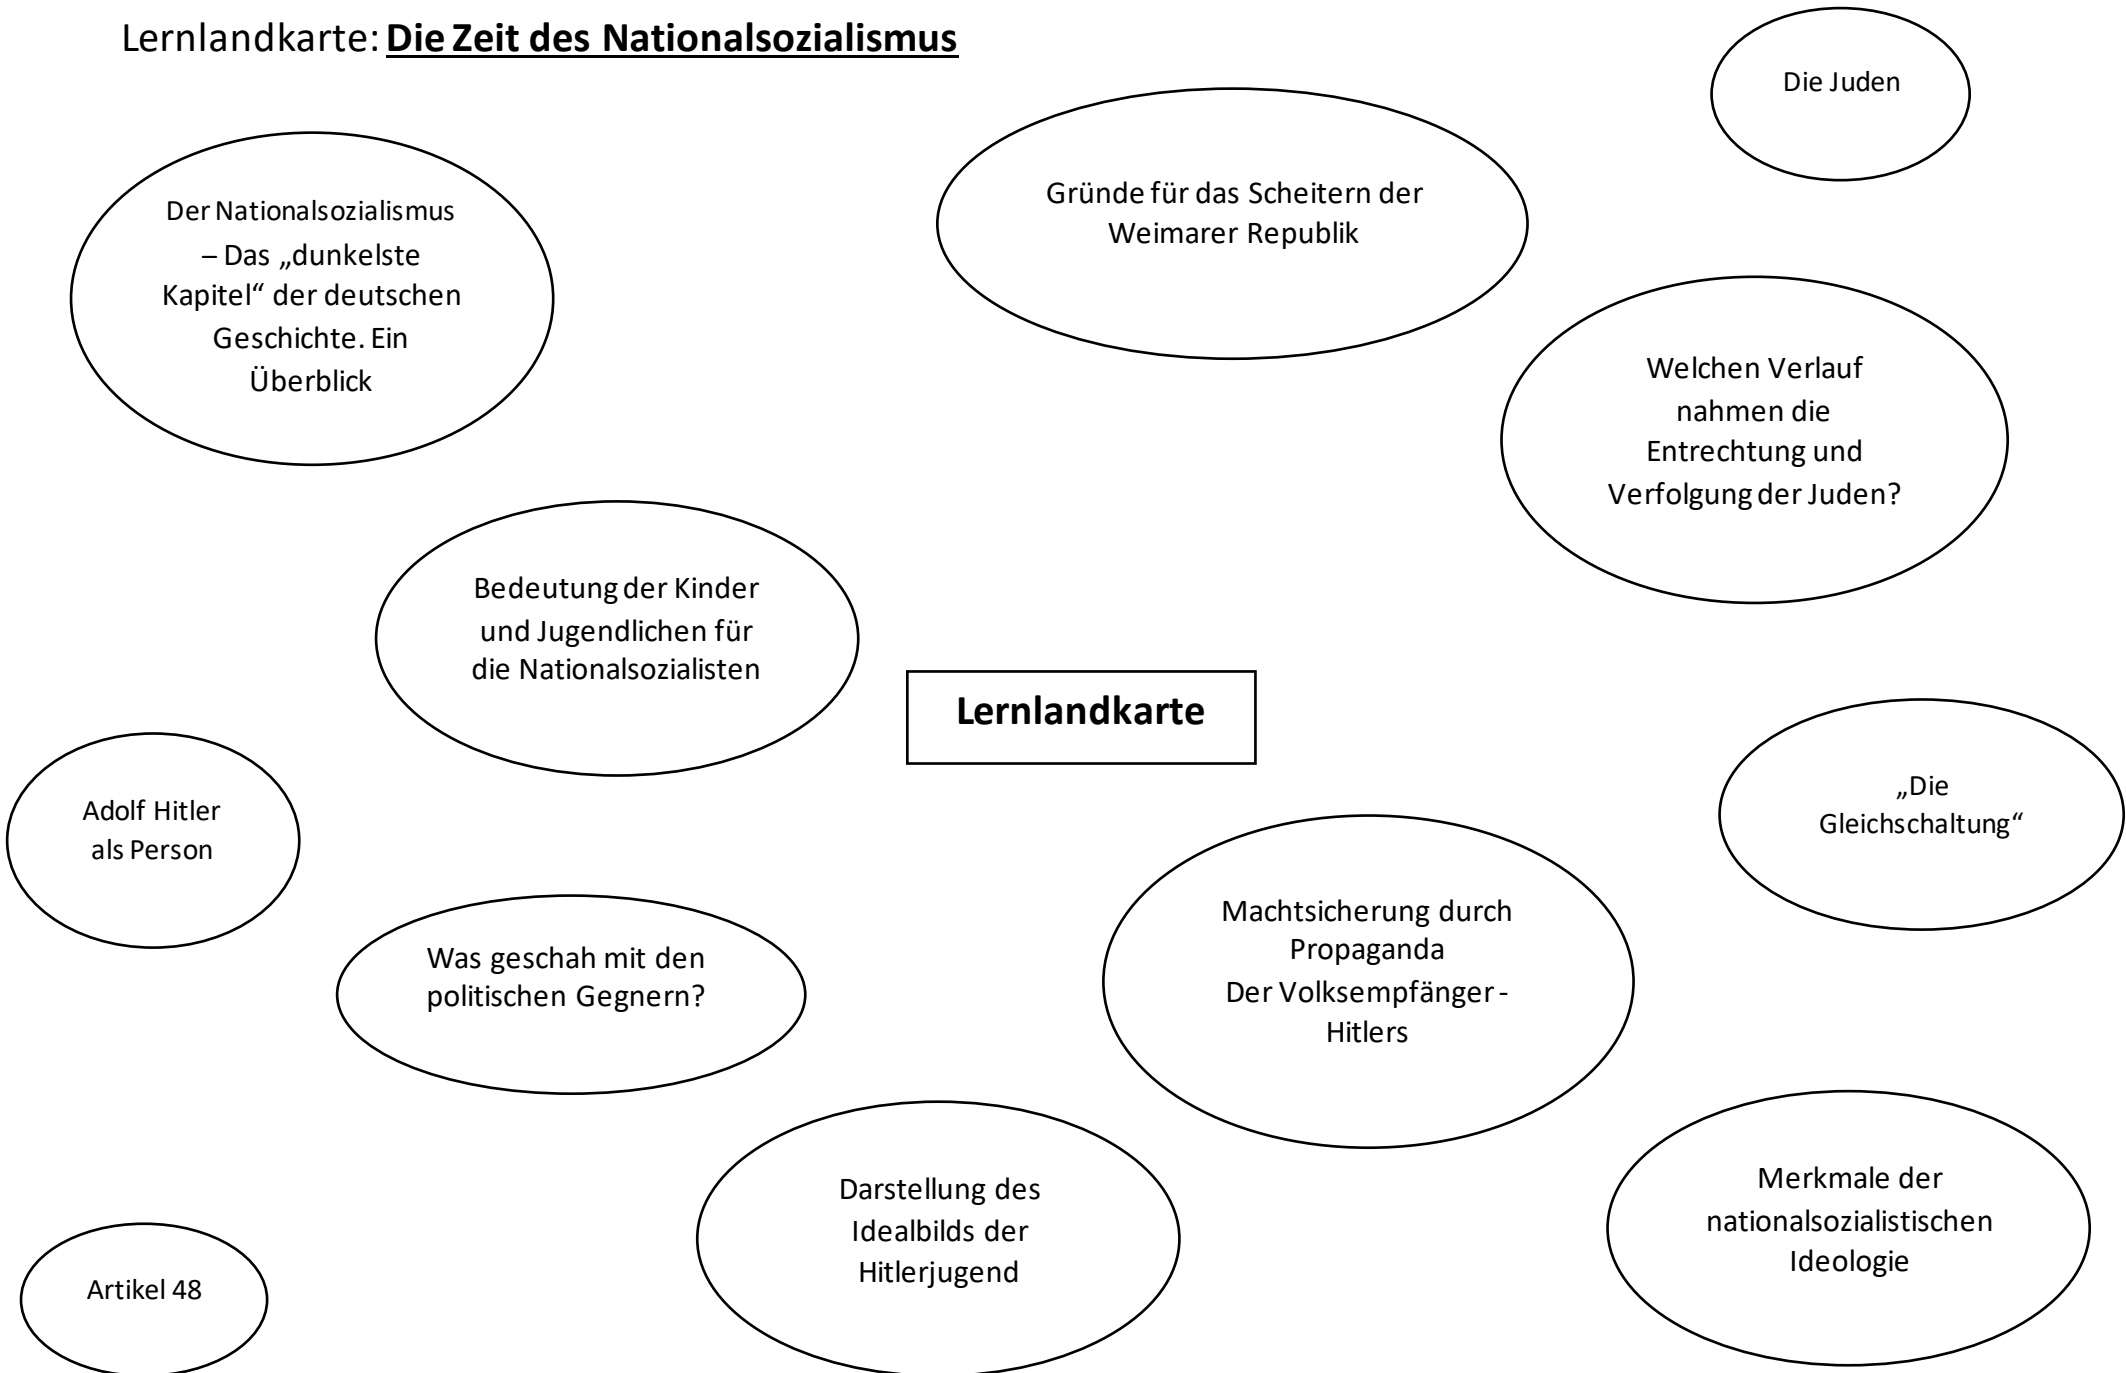 Lernlandkarte: Die Zeit des Nationalsozialismus
Die Juden
Gründe für das Scheitern der
Weimarer Republik
Der Nationalsozialismus
– Das „dunkelste
Kapitel“ der deutschen
Geschichte. Ein
Überblick
Welchen Verlauf
nahmen die
Entrechtung und
Verfolgung der Juden?
Bedeutung der Kinder
und Jugendlichen für
die Nationalsozialisten
Lernlandkarte
Adolf Hitler
als Person
„Die
Gleichschaltung“
Machtsicherung durch
Propaganda
Der Volksempfänger -
Hitlers
Was geschah mit den
politischen Gegnern?
Darstellung des
Idealbilds der
Hitlerjugend
Merkmale der
nationalsozialistischen
Ideologie
Artikel 48